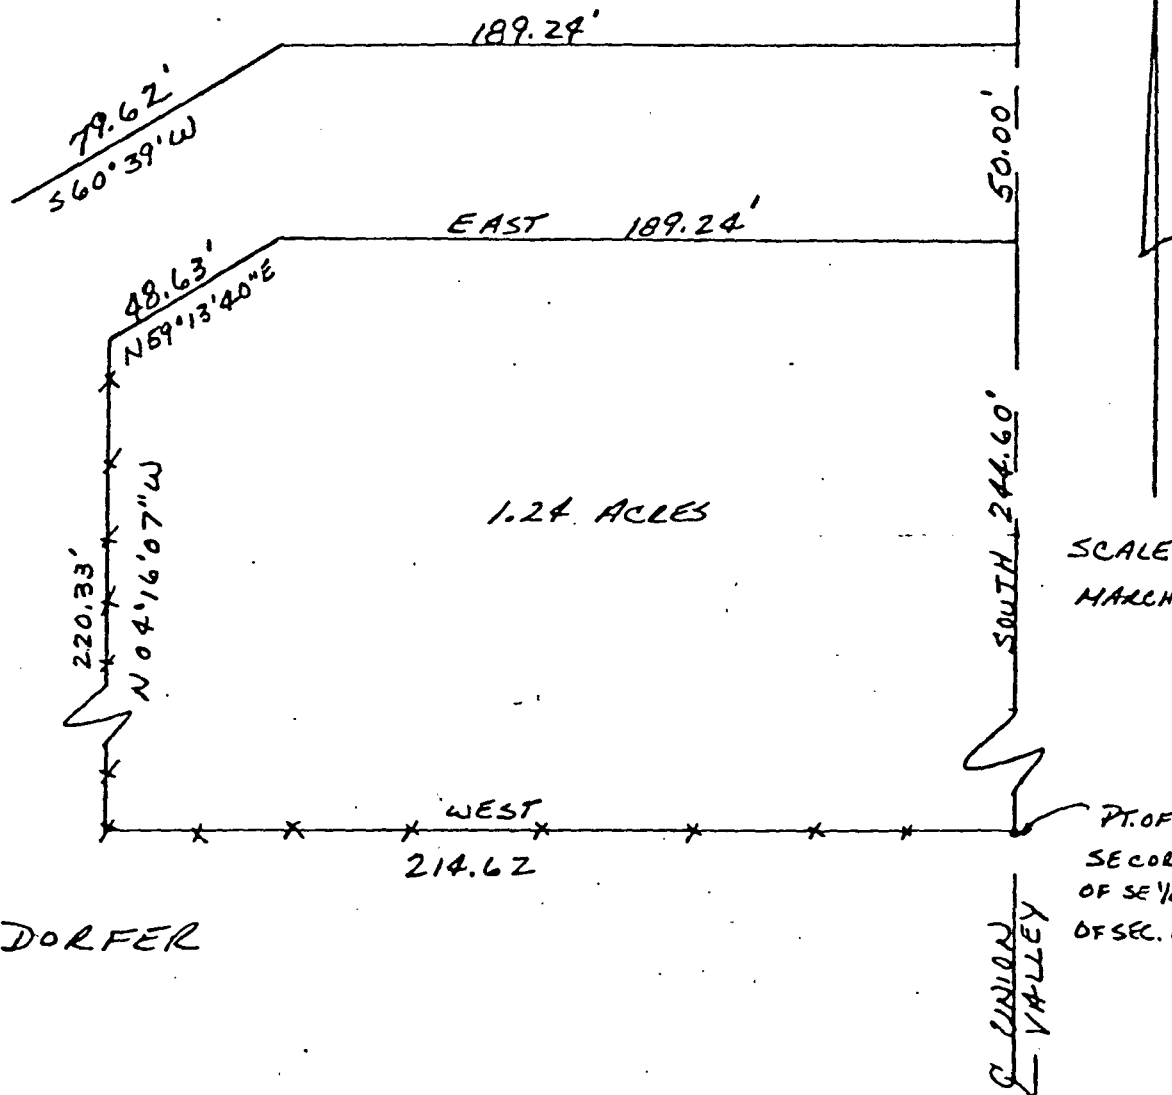 189.24'
79.62'
S60°39'W
50.00'
EAST 189.24'
48.63'
N59°13'40"E
1.24 ACRES
SOUTH 244.60'
220.33'
N04°16'07"W
SCALE
MARCH
WEST
214.62
PT.OF
SE COR
OF SE 1/4
OF SEC.
DORFER
UNION
VALLEY